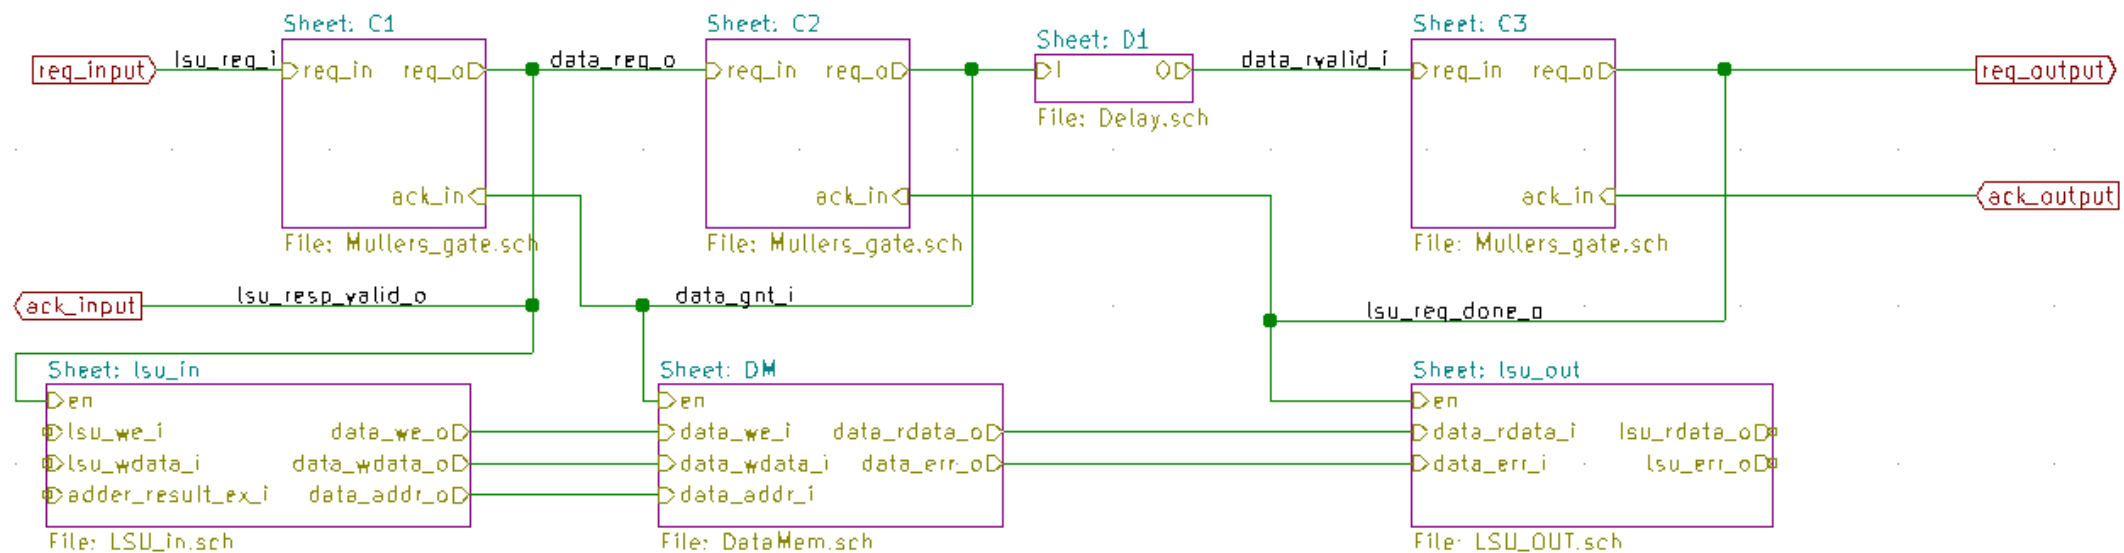 Sheet: C1
Sheet: C2
Sheet: D1
Sheet: C3
req_input
lsu_req_i
req_in
req_o
data_req_o
req_in
req_o
I
O
data_rvalid_i
req_in
req_o
req_output
File: Delay.sch
ack_in
ack_in
ack_in
ack_output
File: Mullers_gate.sch
File: Mullers_gate.sch
File: Mullers_gate.sch
ack_input
lsu_resp_valid_o
data_gnt_i
lsu_req_done_o
Sheet: lsu_in
Sheet: DM
Sheet: lsu_out
en
en
en
lsu_we_i
data_we_o
data_we_i
data_rdata_o
data_rdata_i
lsu_rdata_o
lsu_wdata_i
data_wdata_o
data_wdata_i
data_err_o
data_err_i
lsu_err_o
adder_result_ex_i
data_addr_o
data_addr_i
File: LSU_in.sch
File: DataMem.sch
File: LSU_OUT.sch